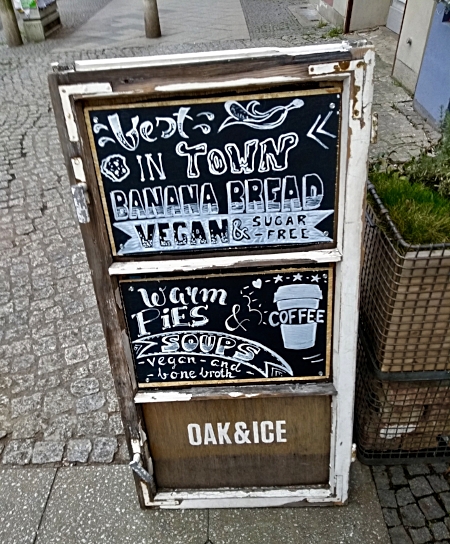 Best
IN TOWN
BANANA BREAD
VEGAN & SUGAR
-FREE
Warm
PiES & COFFEE
SOUPS
vegan - and
bone broth
OAK&ICE